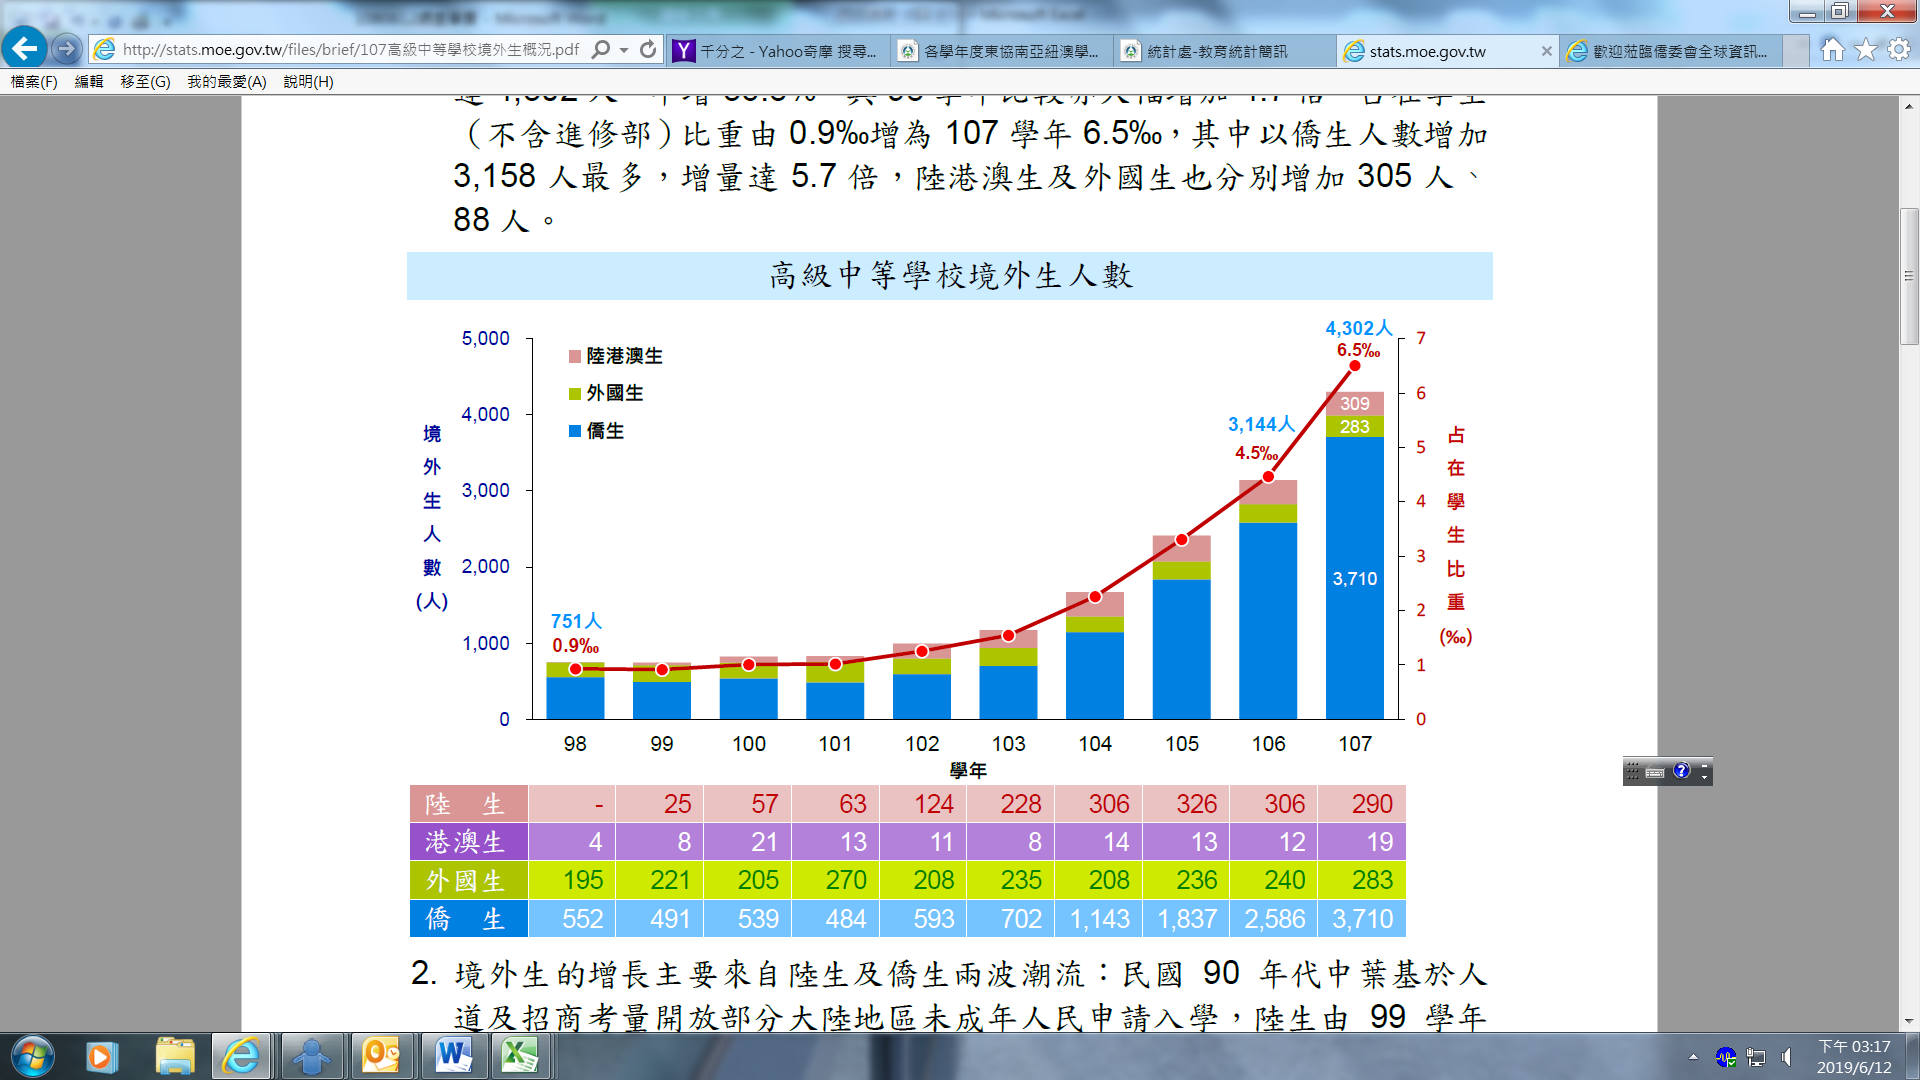 http://stats.moe.gov.tw/files/brief/107高級中等學校境外生概況.pdf
千分之 - Yahoo奇摩 搜尋...
各學年度東協南亞紐澳學...
統計處-教育統計簡訊
stats.moe.gov.tw
歡迎蒞臨僑委會全球資訊...
檔案(F) 編輯 移至(G) 我的最愛(A) 說明(H)
（不含進修部）比重由 0.9‰增為 107 學年 6.5‰，其中以僑生人數增加
3,158 人最多，增量達 5.7 倍，陸港澳生及外國生也分別增加 305 人、
88 人。
高級中等學校境外生人數
境外生人數(人)
5,000
4,000
3,000
2,000
1,000
0
陸港澳生
外國生
僑生
751人
0.9‰
3,144人
4.5‰
4,302人
6.5‰
309
283
3,710
7
6
5
4
3
2
1
0
占在學生比重(‰)
98 99 100 101 102 103 104 105 106 107
學年
陸 生 - 25 57 63 124 228 306 326 306 290
港澳生 4 8 21 13 11 8 14 13 12 19
外國生 195 221 205 270 208 235 208 236 240 283
僑 生 552 491 539 484 593 702 1,143 1,837 2,586 3,710
2. 境外生的增長主要來自陸生及僑生兩波潮流：民國 90 年代中葉基於人
道及招商考量開放部分大陸地區未成年人民申請入學，陸生由 99 學年
下午 03:17
2019/6/12